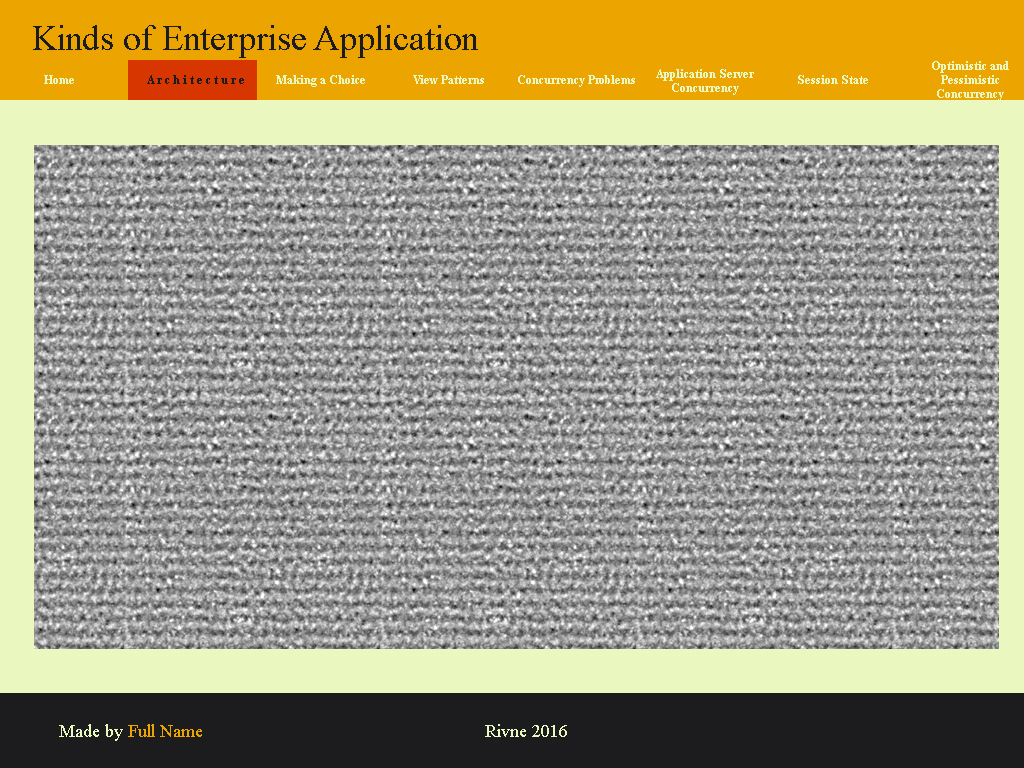 Kinds of Enterprise Application
Home
Architecture
Making a Choice
View Patterns
Concurrency Problems
Application Server
Concurrency
Session State
Optimistic and
Pessimistic
Concurrency
Made by Full Name
Rivne 2016